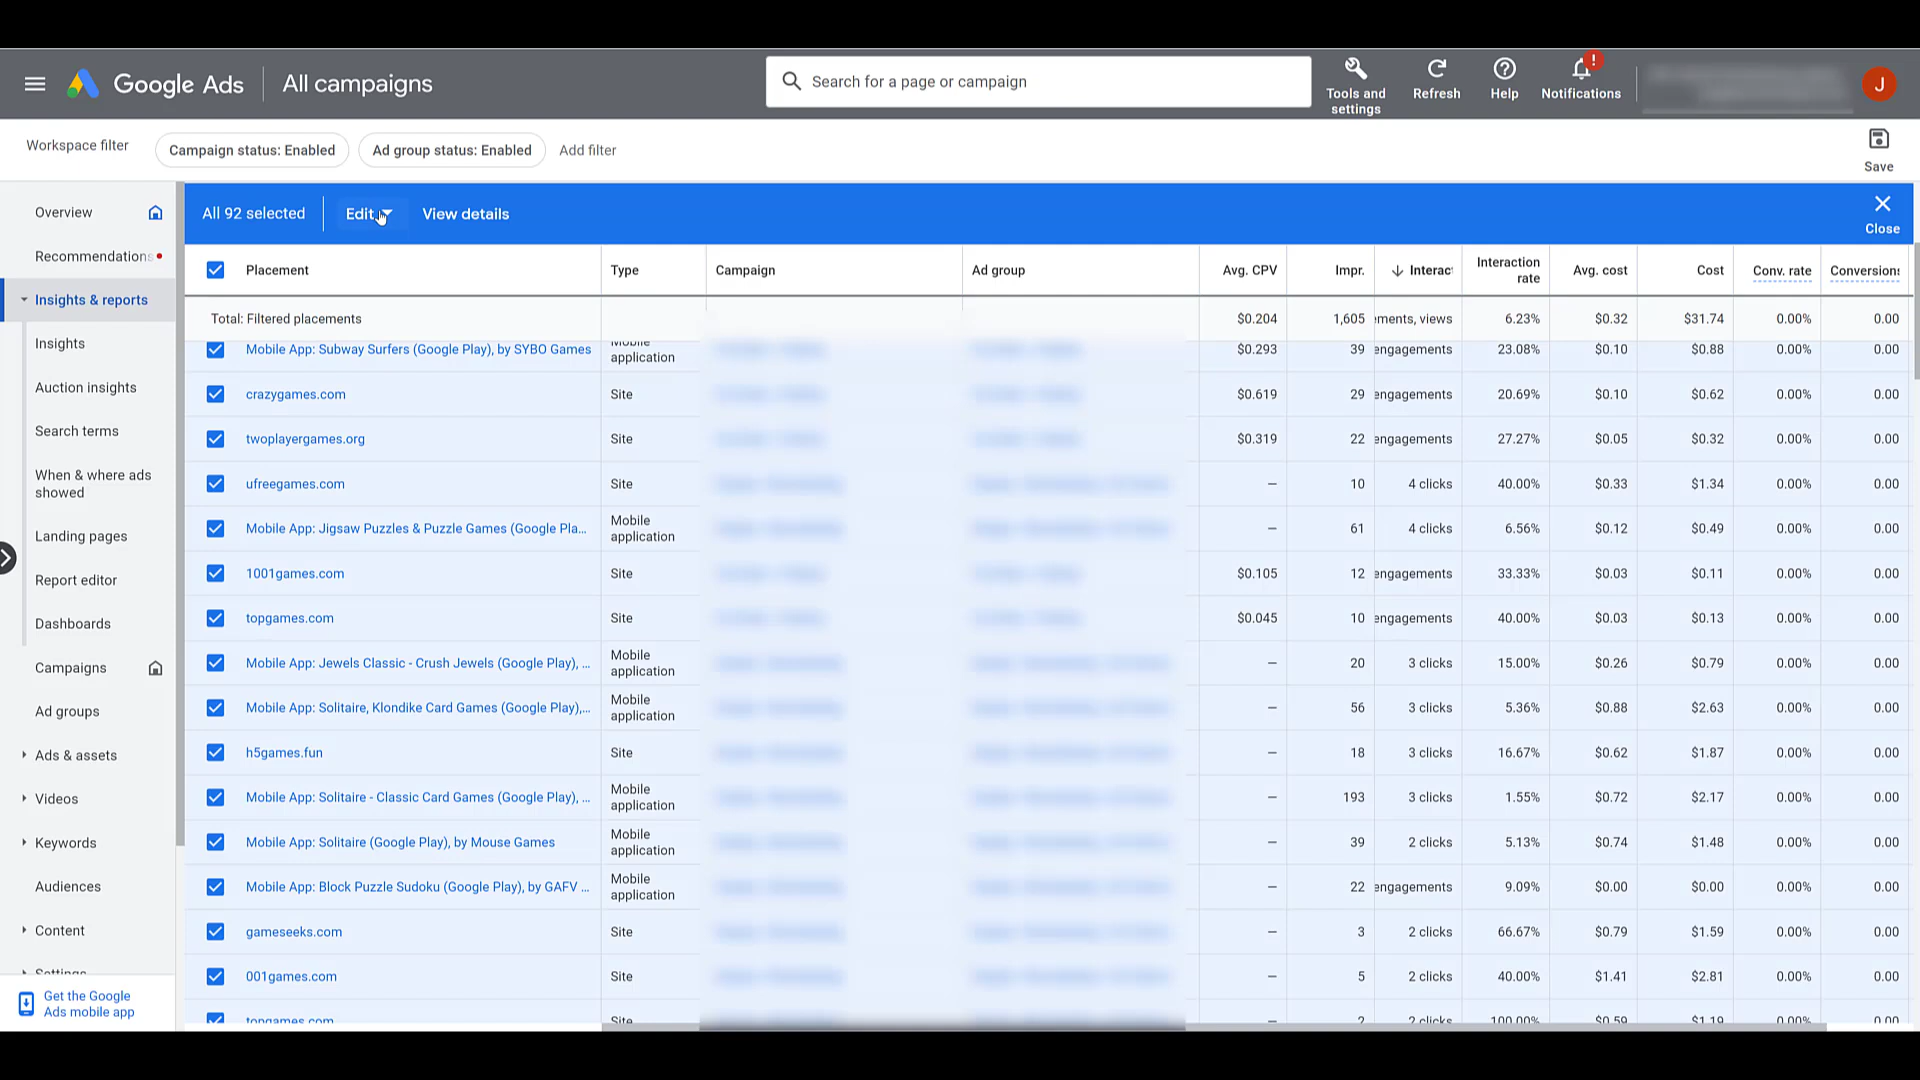 Google Ads
All campaigns
Search for a page or campaign
Tools and
settings
Refresh
Help
!
Notifications
J
Workspace filter
Campaign status: Enabled
Ad group status: Enabled
Add filter
Save
Overview
Recommendations
Insights & reports
Insights
Auction insights
Search terms
When & where ads
showed
Landing pages
Report editor
Dashboards
Campaigns
Ad groups
Ads & assets
Videos
Keywords
Audiences
Content
Settings
Get the Google
Ads mobile app
All 92 selected
Edit
View details
Close
Placement Type Campaign Ad group Avg. CPV Impr. Interac Interaction rate Avg. cost Cost Conv. rate Conversions
Total: Filtered placements $0.204 1,605 ements, views 6.23% $0.32 $31.74 0.00% 0.00
Mobile App: Subway Surfers (Google Play), by SYBO Games Mobile application $0.293 39 engagements 23.08% $0.10 $0.88 0.00% 0.00
crazygames.com Site $0.619 29 engagements 20.69% $0.10 $0.62 0.00% 0.00
twoplayergames.org Site $0.319 22 engagements 27.27% $0.05 $0.32 0.00% 0.00
ufreegames.com Site – 10 4 clicks 40.00% $0.33 $1.34 0.00% 0.00
Mobile App: Jigsaw Puzzles & Puzzle Games (Google Pla... Mobile application – 61 4 clicks 6.56% $0.12 $0.49 0.00% 0.00
1001games.com Site $0.105 12 engagements 33.33% $0.03 $0.11 0.00% 0.00
topgames.com Site $0.045 10 engagements 40.00% $0.03 $0.13 0.00% 0.00
Mobile App: Jewels Classic - Crush Jewels (Google Play), ... Mobile application – 20 3 clicks 15.00% $0.26 $0.79 0.00% 0.00
Mobile App: Solitaire, Klondike Card Games (Google Play),... Mobile application – 56 3 clicks 5.36% $0.88 $2.63 0.00% 0.00
h5games.fun Site – 18 3 clicks 16.67% $0.62 $1.87 0.00% 0.00
Mobile App: Solitaire - Classic Card Games (Google Play), ... Mobile application – 193 3 clicks 1.55% $0.72 $2.17 0.00% 0.00
Mobile App: Solitaire (Google Play), by Mouse Games Mobile application – 39 2 clicks 5.13% $0.74 $1.48 0.00% 0.00
Mobile App: Block Puzzle Sudoku (Google Play), by GAFV ... Mobile application – 22 engagements 9.09% $0.00 $0.00 0.00% 0.00
gameseeks.com Site – 3 2 clicks 66.67% $0.79 $1.59 0.00% 0.00
001games.com Site – 5 2 clicks 40.00% $1.41 $2.81 0.00% 0.00
topgames.com Site – 2 2 clicks 100.00% $0.59 $1.19 0.00% 0.00